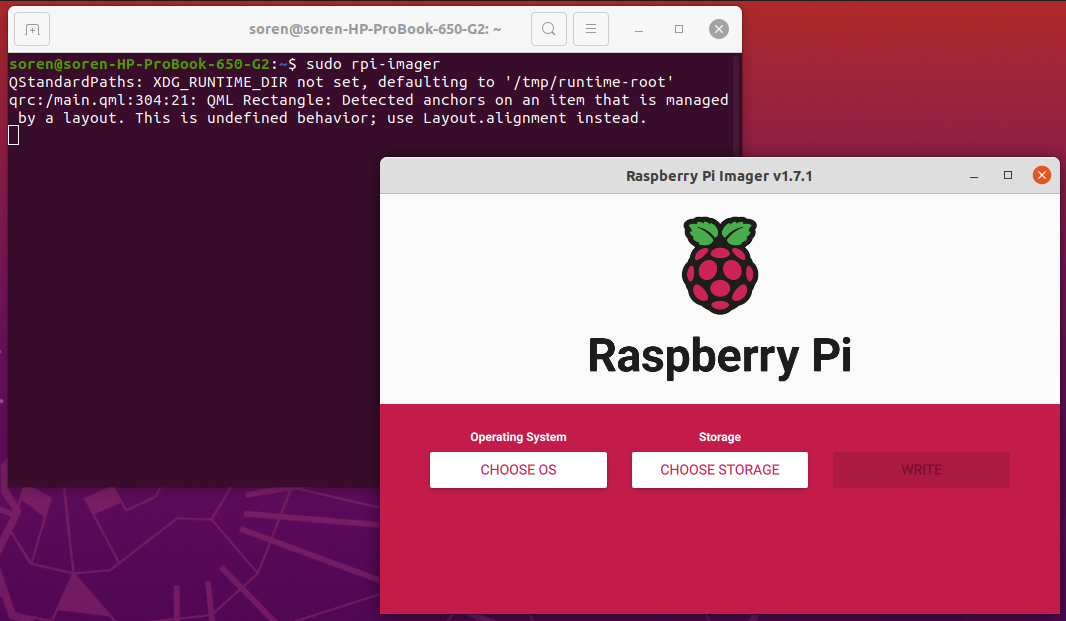 soren@soren-HP-ProBook-650-G2: ~
soren@soren-HP-ProBook-650-G2:~$ sudo rpi-imager
QStandardPaths: XDG_RUNTIME_DIR not set, defaulting to '/tmp/runtime-root'
qrc:/main.qml:304:21: QML Rectangle: Detected anchors on an item that is managed
by a layout. This is undefined behavior; use Layout.alignment instead.
Raspberry Pi Imager v1.7.1
Raspberry Pi
Operating System
Storage
CHOOSE OS
CHOOSE STORAGE
WRITE